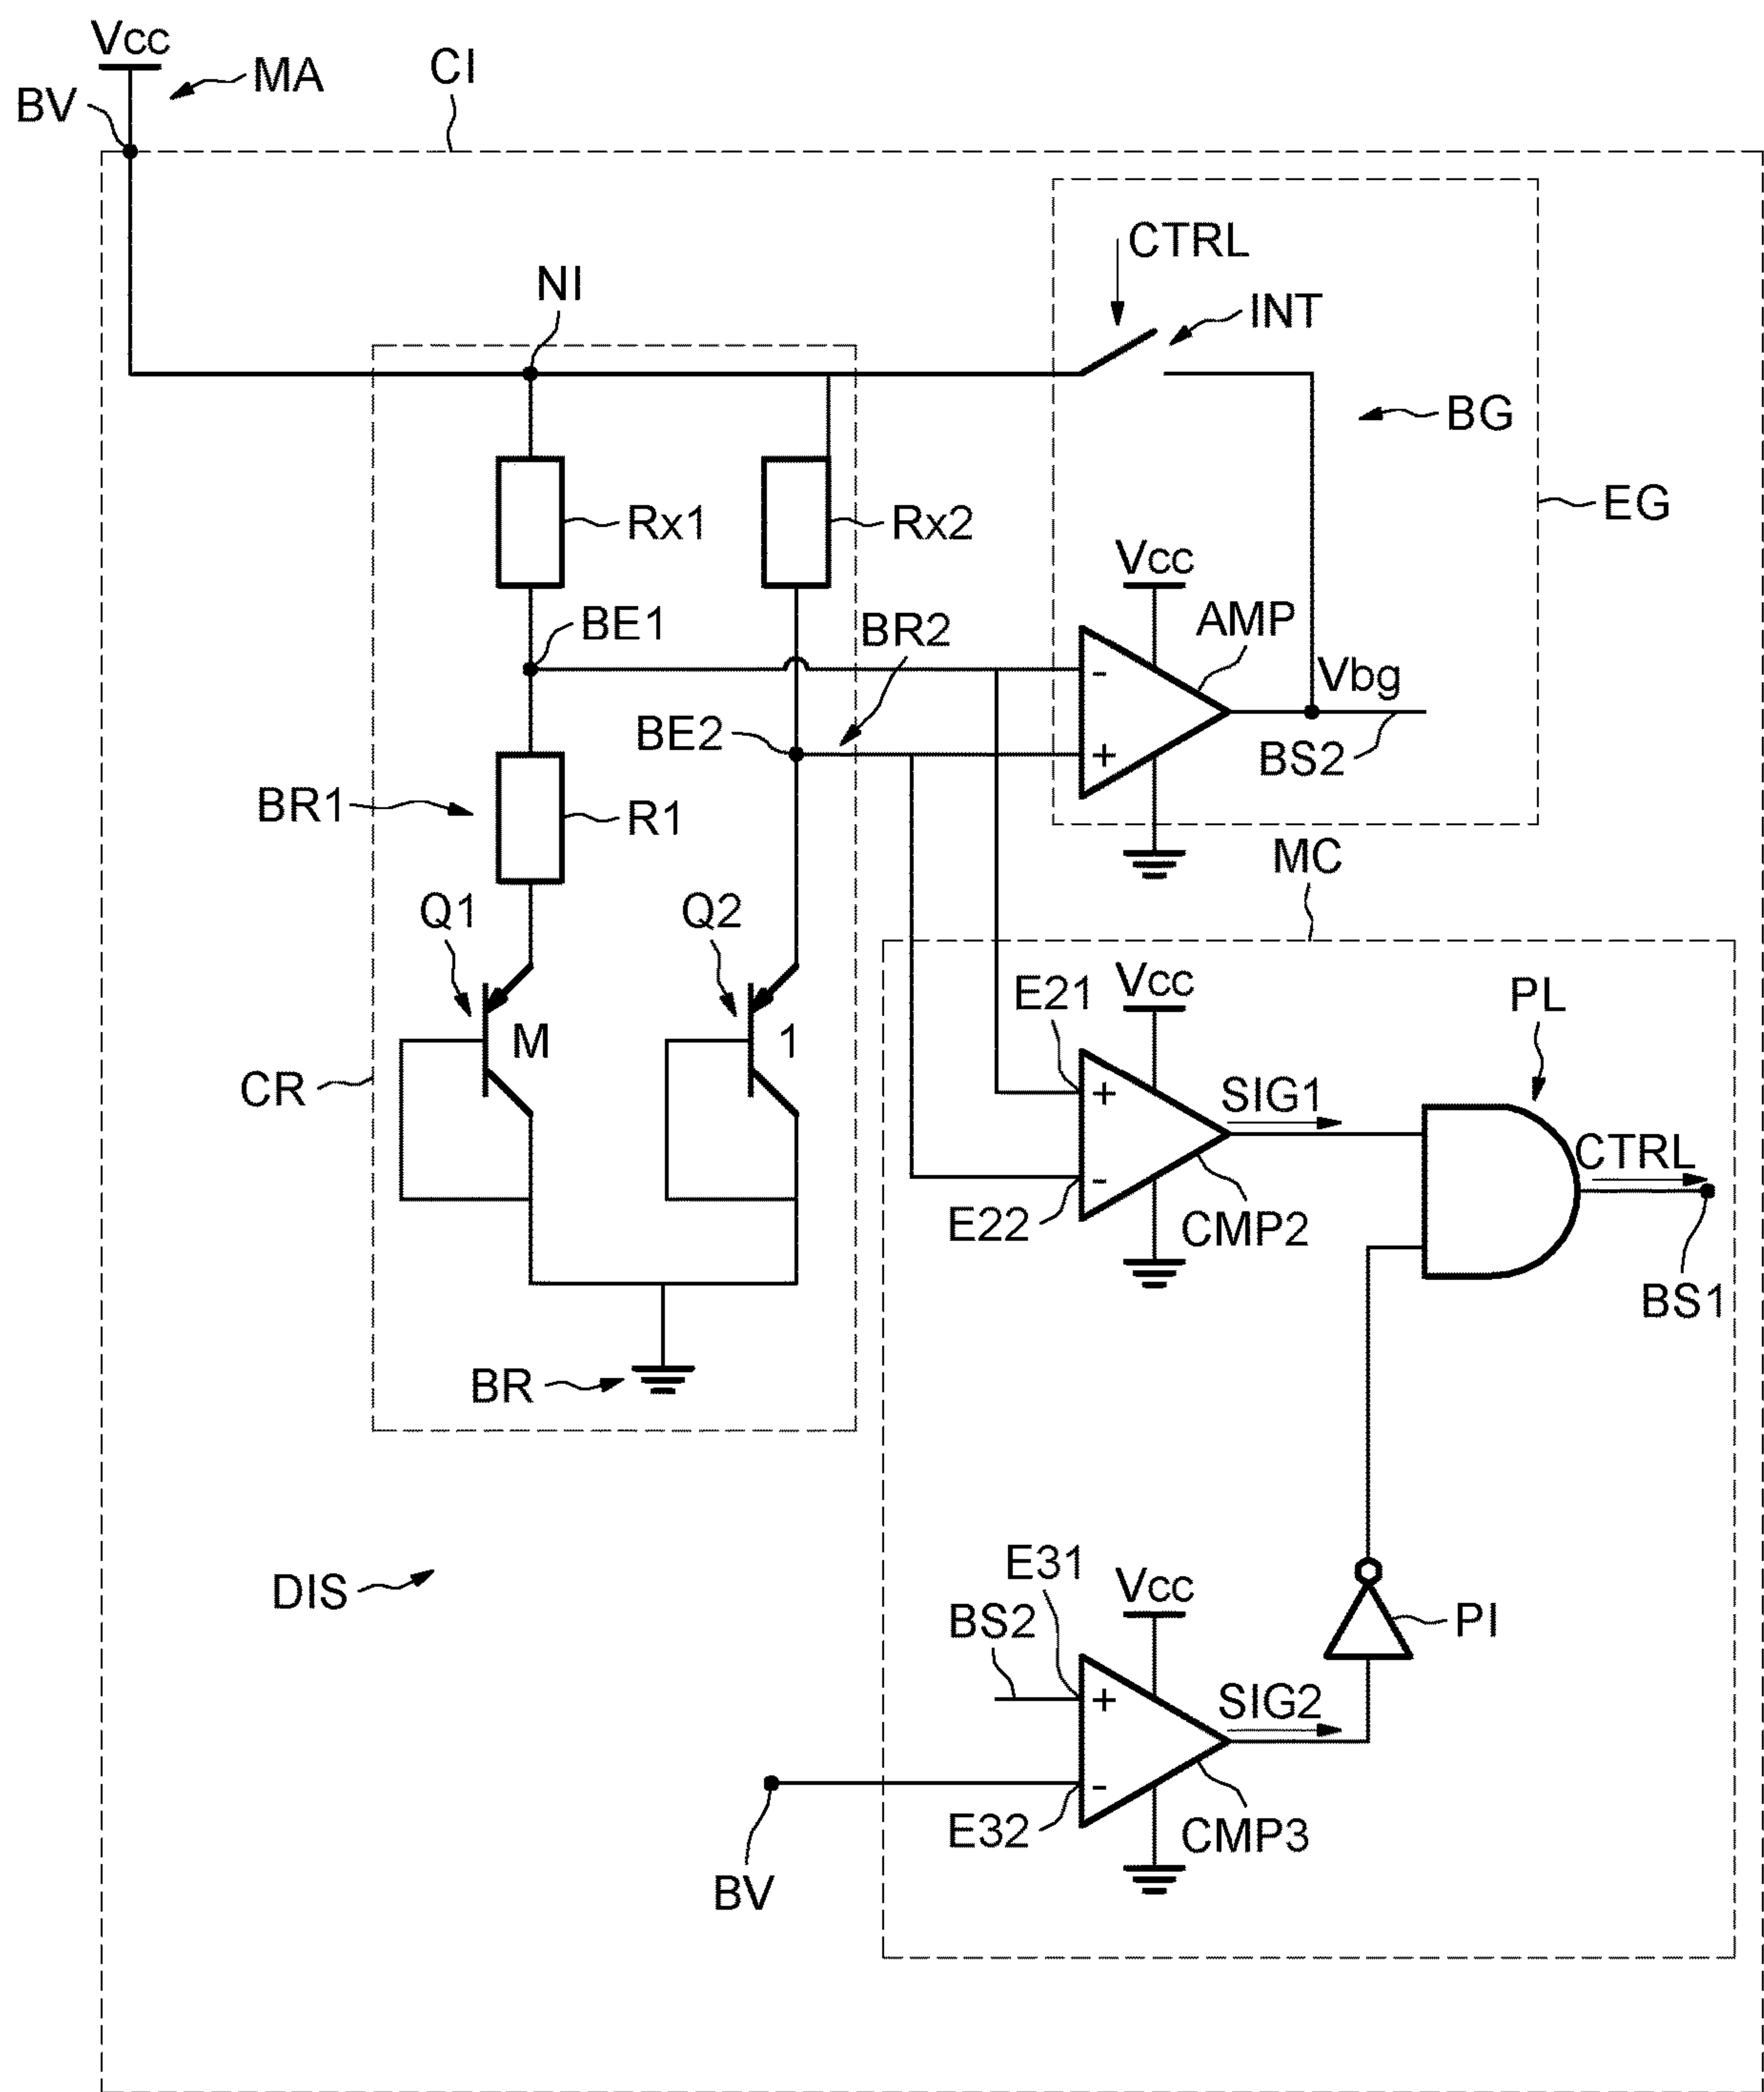 Vcc
MA
CI
BV
CTRL
NI
INT
BG
Rx1
Rx2
EG
Vcc
BE1
BR2
AMP
-
Vbg
BE2
+
BS2
BR1
R1
MC
Q1
Q2
Vcc
E21
PL
M
1
CR
+
SIG1
CTRL
-
E22
CMP2
BS1
BR
E31
Vcc
DIS
BS2
PI
+
SIG2
-
E32
CMP3
BV